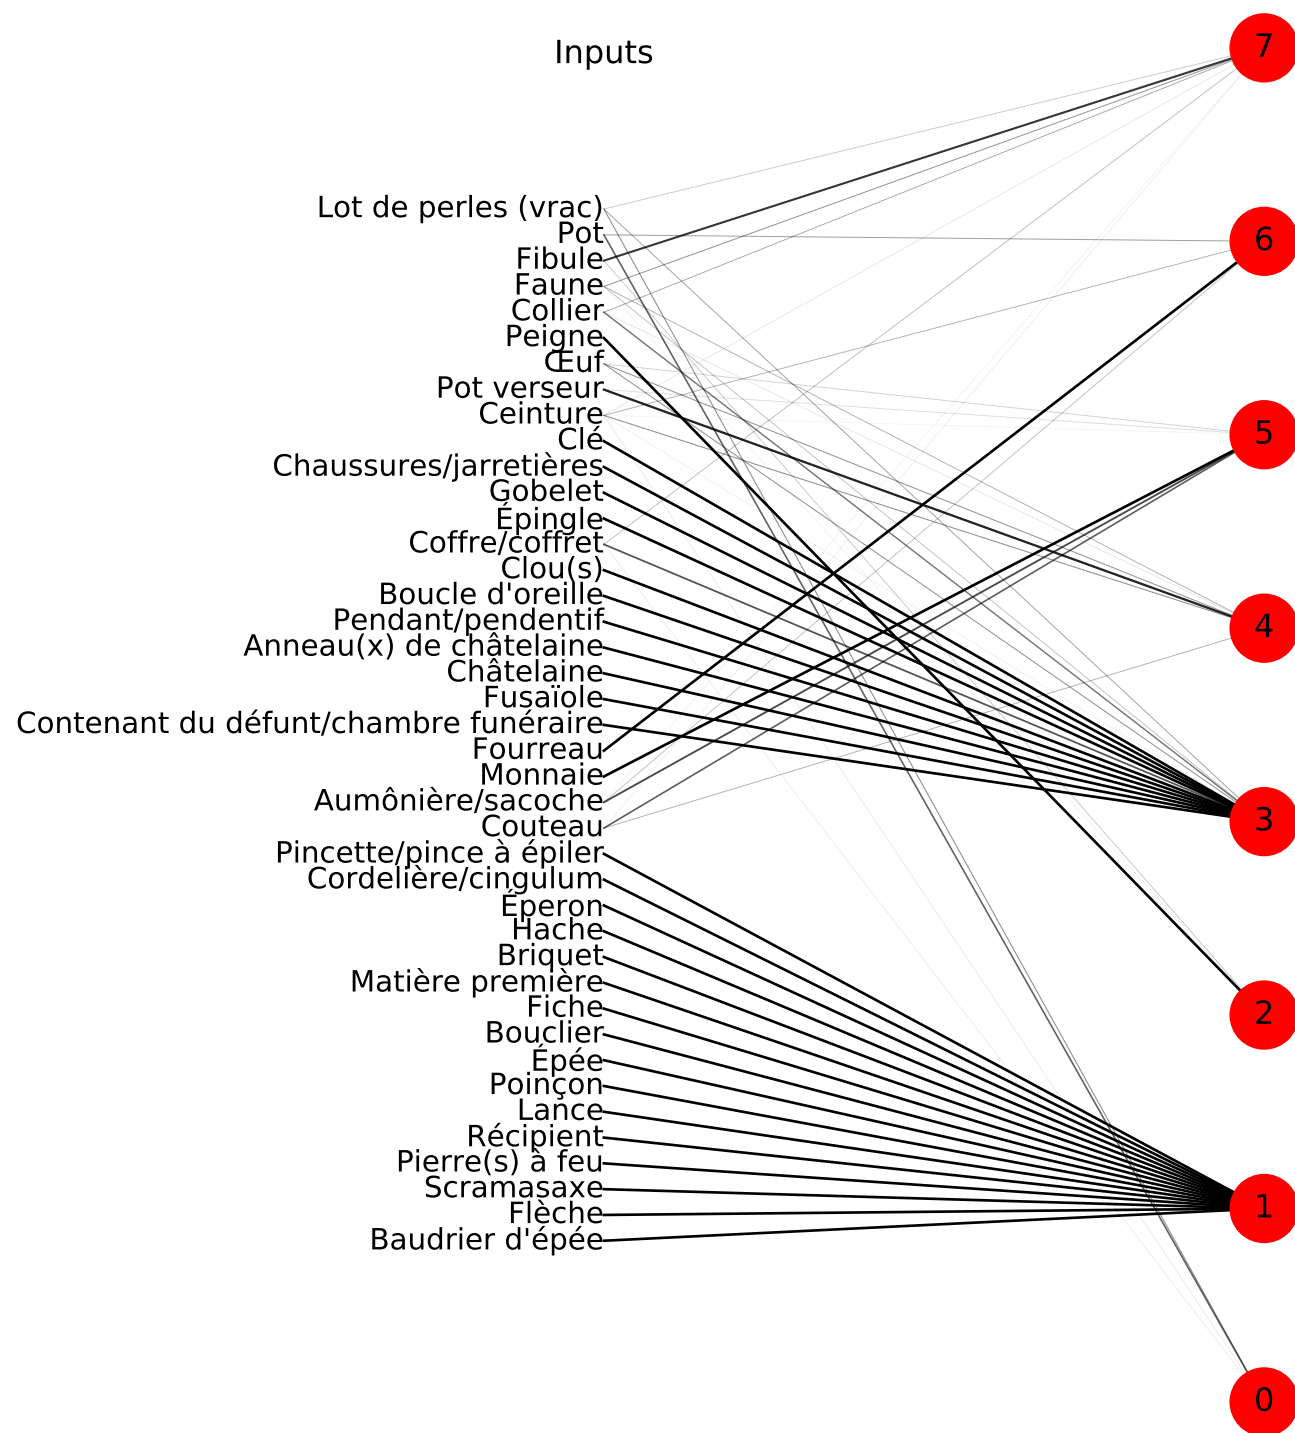 Inputs
7
Lot de perles (vrac)
Pot
6
Fibule
Faune
Collier
Peigne
Œuf
Pot verseur
Ceinture
5
Clé
Chaussures/jarretières
Gobelet
Épingle
Coffre/coffret
Clou(s)
Boucle d'oreille
Pendant/pendentif
4
Anneau(x) de châtelaine
Châtelaine
Fusaïole
Contenant du défunt/chambre funéraire
Fourreau
Monnaie
Aumônière/sacoche
3
Couteau
Pincette/pince à épiler
Cordelière/cingulum
Éperon
Hache
Briquet
Matière première
Fiche
2
Bouclier
Épée
Poinçon
Lance
Récipient
Pierre(s) à feu
Scramasaxe
1
Flèche
Baudrier d'épée
0